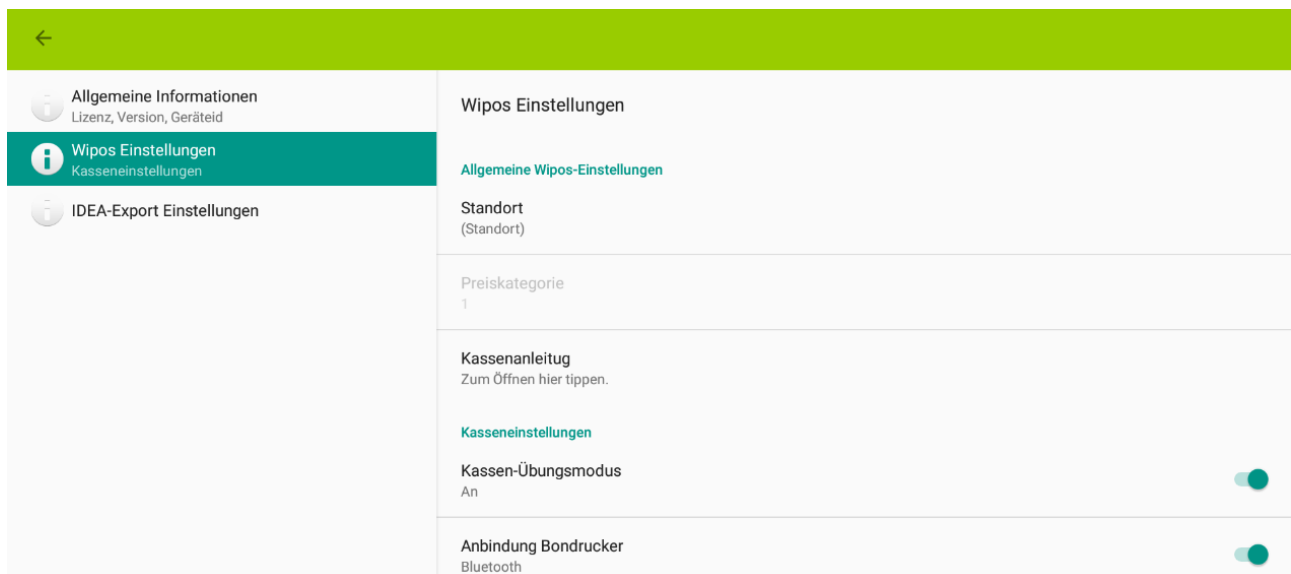 Allgemeine Informationen
Lizenz, Version, Geräteid
Wipos Einstellungen
Kasseneinstellungen
IDEA-Export Einstellungen
Wipos Einstellungen
Allgemeine Wipos-Einstellungen
Standort
(Standort)
Preiskategorie
1
Kassenanleitug
Zum Öffnen hier tippen.
Kasseneinstellungen
Kassen-Übungsmodus
An
Anbindung Bondrucker
Bluetooth